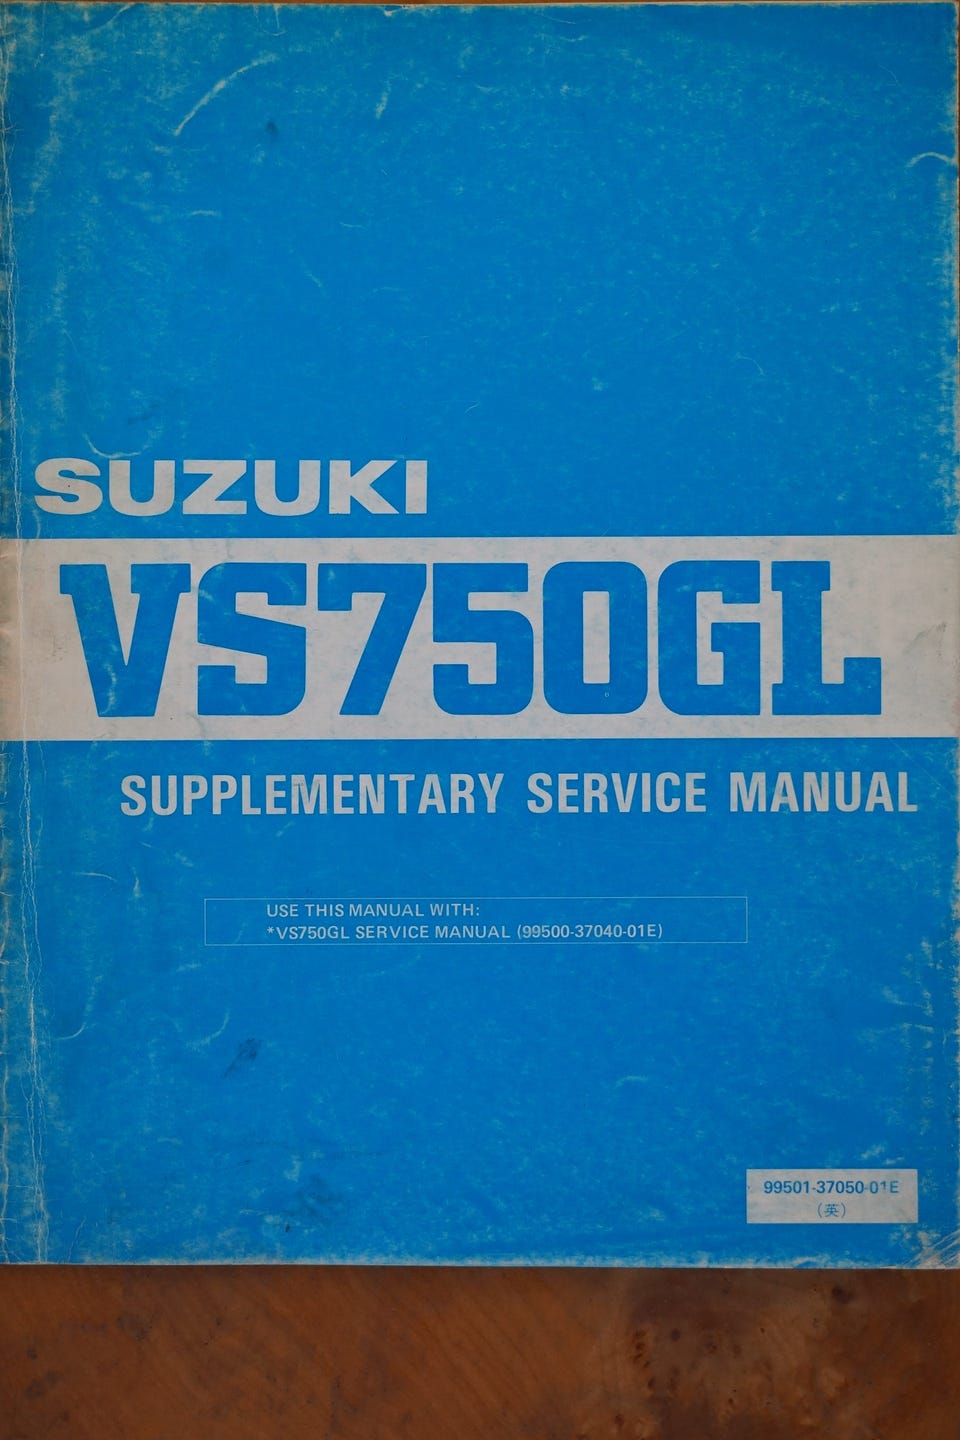 SUZUKI
VS750GL
SUPPLEMENTARY SERVICE MANUAL
USE THIS MANUAL WITH:
*VS750GL SERVICE MANUAL (99500-37040-01E)
99501-37050-01E
(英)